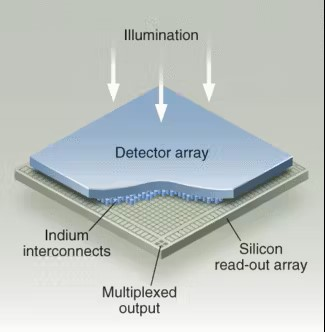 Illumination
Detector array
Indium
interconnects
Silicon
read-out array
Multiplexed
output